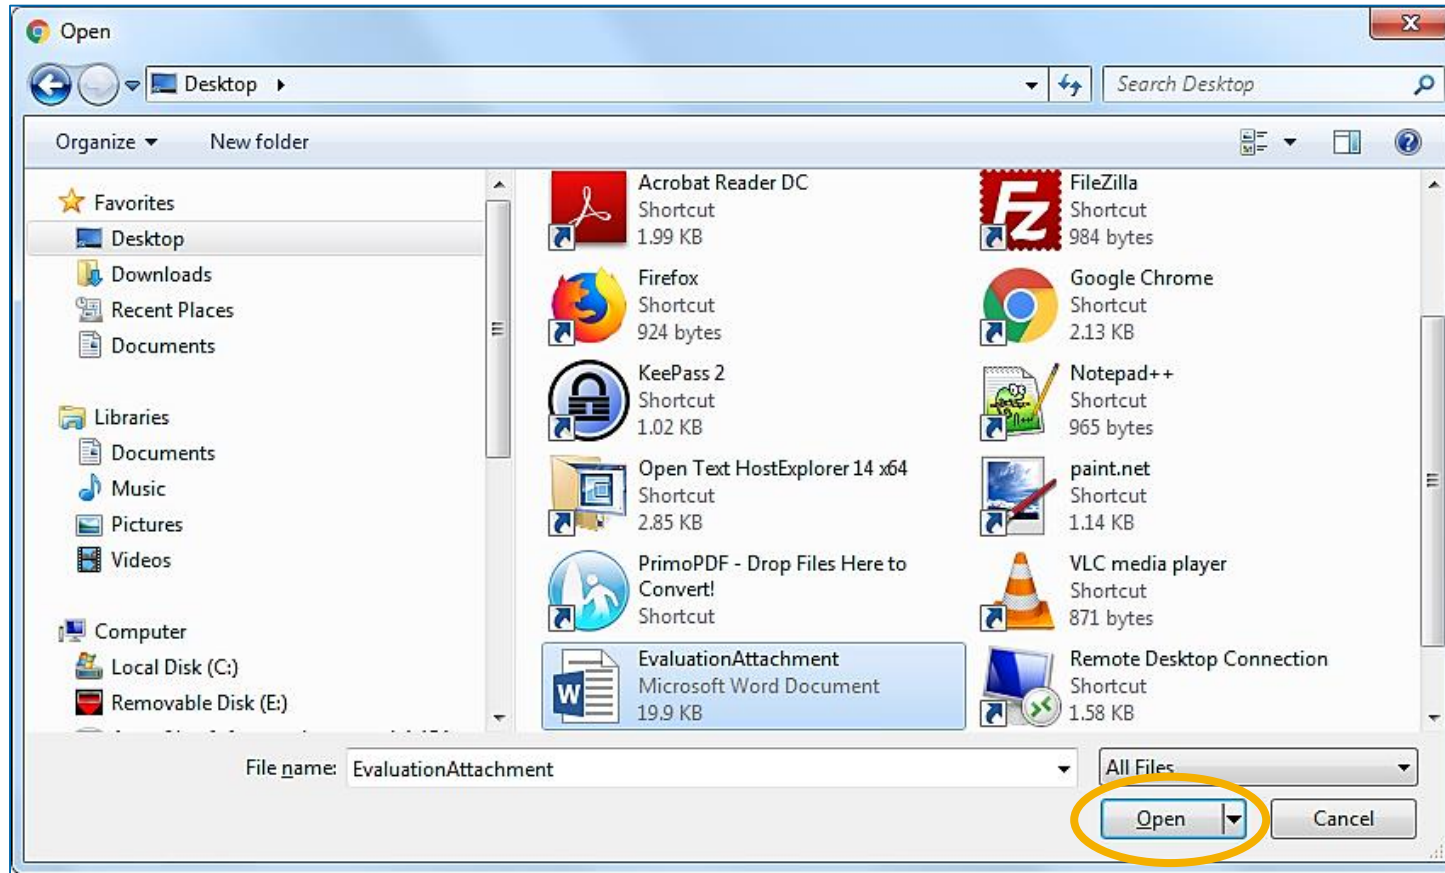 Open
Desktop
Search Desktop
Organize
New folder
Favorites
Desktop
Downloads
Recent Places
Documents
Libraries
Documents
Music
Pictures
Videos
Computer
Local Disk (C:)
Removable Disk (E:)
Acrobat Reader DC
Shortcut
1.99 KB
FileZilla
Shortcut
984 bytes
Firefox
Shortcut
924 bytes
Google Chrome
Shortcut
2.13 KB
KeePass 2
Shortcut
1.02 KB
Notepad++
Shortcut
965 bytes
Open Text HostExplorer 14 x64
Shortcut
2.85 KB
paint.net
Shortcut
1.14 KB
PrimoPDF - Drop Files Here to
Convert!
Shortcut
VLC media player
Shortcut
871 bytes
EvaluationAttachment
Microsoft Word Document
19.9 KB
Remote Desktop Connection
Shortcut
1.58 KB
File name: EvaluationAttachment
All Files
Open
Cancel